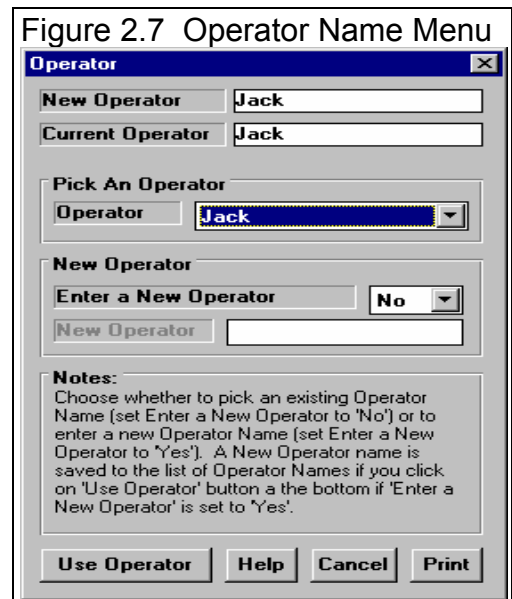 Figure 2.7 Operator Name Menu
Operator
New Operator Jack
Current Operator Jack
Pick An Operator
Operator Jack
New Operator
Enter a New Operator No
New Operator
Notes:
Choose whether to pick an existing Operator
Name (set Enter a New Operator to 'No') or to
enter a new Operator Name (set Enter a New
Operator to 'Yes'). A New Operator name is
saved to the list of Operator Names if you click
on 'Use Operator' button a the bottom if 'Enter a
New Operator' is set to 'Yes'.
Use Operator Help Cancel Print